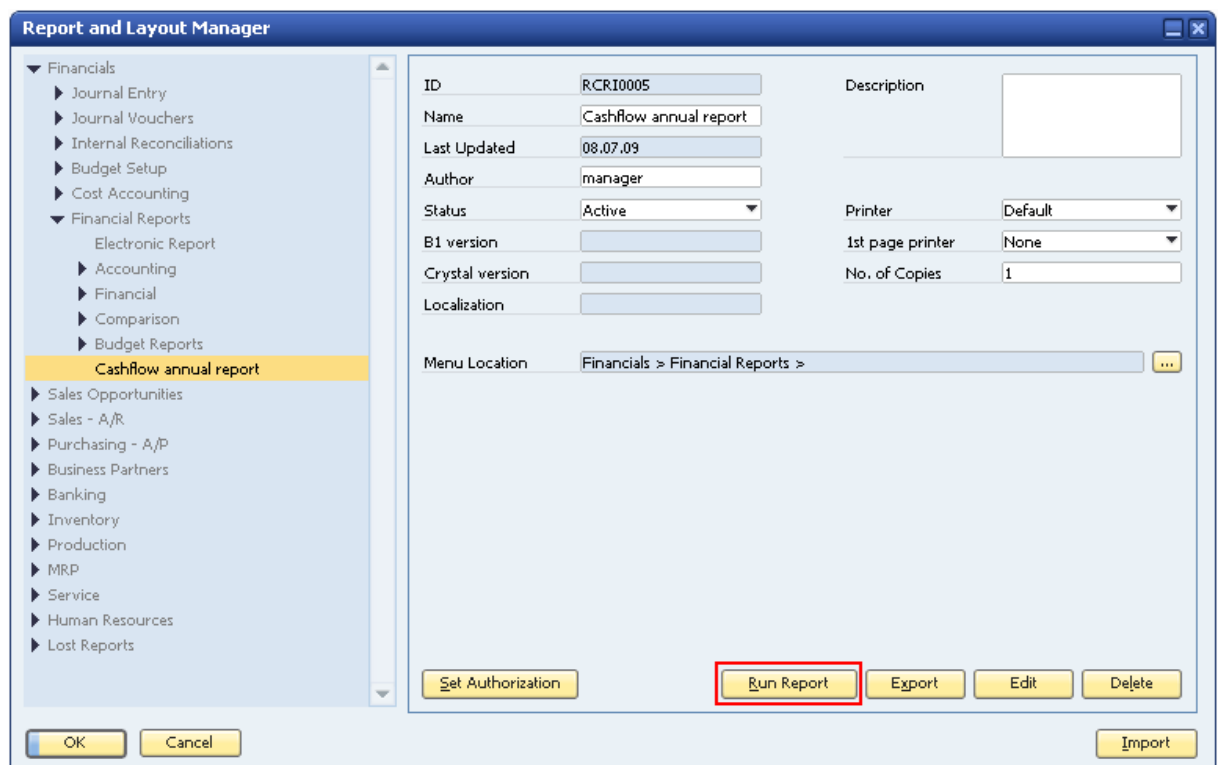 Report and Layout Manager
Financials
Journal Entry
Journal Vouchers
Internal Reconciliations
Budget Setup
Cost Accounting
Financial Reports
Electronic Report
Accounting
Financial
Comparison
Budget Reports
Cashflow annual report
Sales Opportunities
Sales - A/R
Purchasing - A/P
Business Partners
Banking
Inventory
Production
MRP
Service
Human Resources
Lost Reports
ID RCRI0005 Description
Name Cashflow annual report
Last Updated 08.07.09
Author manager
Status Active Printer Default
B1 version 1st page printer None
Crystal version No. of Copies 1
Localization
Menu Location Financials > Financial Reports > ...
Set Authorization Run Report Export Edit Delete
OK Cancel Import